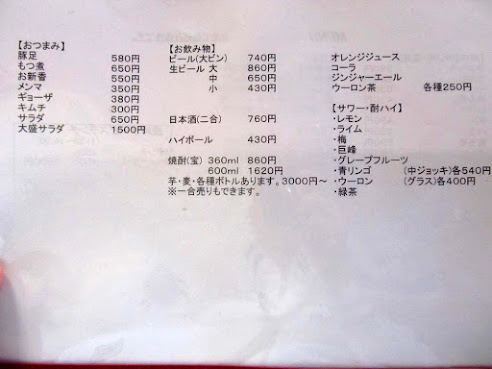 【おつまみ】
豚足 580円
もつ煮 650円
お新香 550円
メンマ 350円
ギョーザ 380円
キムチ 300円
サラダ 650円
大盛サラダ 1500円
【お飲み物】
ビール(大ビン) 740円
生ビール 大 860円
中 650円
小 430円
日本酒(二合) 760円
ハイボール 430円
焼酎(宝) 360ml 860円
600ml 1620円
芋・麦・各種ボトルあります。3000円～
※一合売りもできます。
オレンジジュース
コーラ
ジンジャーエール
ウーロン茶 各種250円
【サワー・酎ハイ】
・レモン
・ライム
・梅
・巨峰
・グレープフルーツ
・青リンゴ (中ジョッキ)各540円
・ウーロン (グラス)各400円
・緑茶